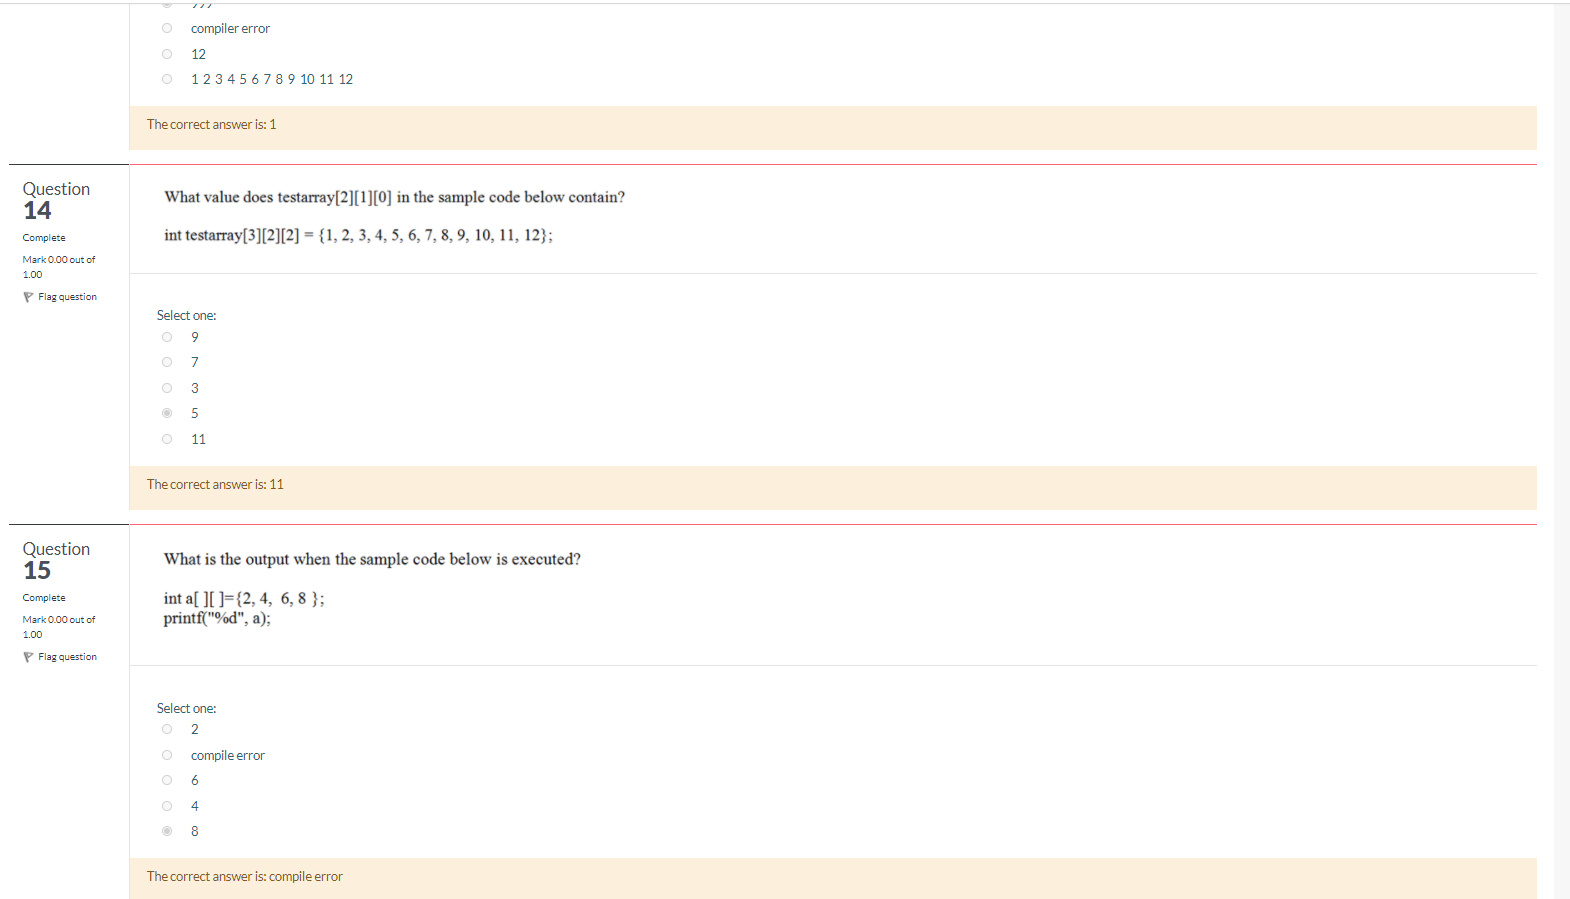 ???
compiler error
12
1 2 3 4 5 6 7 8 9 10 11 12
The correct answer is: 1
Question
14
Complete
Mark 0.00 out of
1.00
Flag question
What value does testarray[2][1][0] in the sample code below contain?
int testarray[3][2][2] = {1, 2, 3, 4, 5, 6, 7, 8, 9, 10, 11, 12};
Select one:
9
7
3
5
11
The correct answer is: 11
Question
15
Complete
Mark 0.00 out of
1.00
Flag question
What is the output when the sample code below is executed?
int a[ ][ ]={2, 4,  6, 8 };
printf("%d", a);
Select one:
2
compile error
6
4
8
The correct answer is: compile error